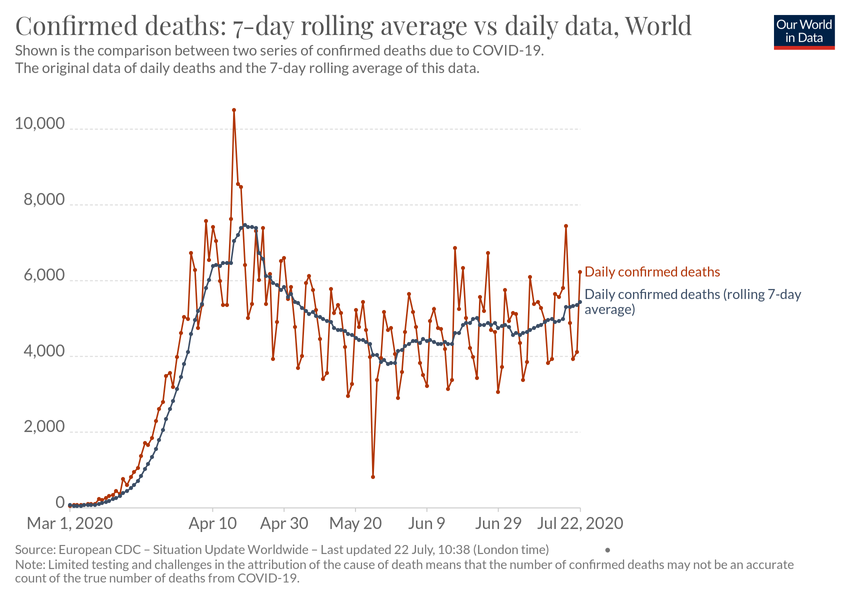 Confirmed deaths: 7-day rolling average vs daily data, World
Our World
in Data
Shown is the comparison between two series of confirmed deaths due to COVID-19.
The original data of daily deaths and the 7-day rolling average of this data.
10,000
8,000
6,000
4,000
2,000
0
Daily confirmed deaths
Daily confirmed deaths (rolling 7-day
average)
Mar 1, 2020
Apr 10
Apr 30
May 20
Jun 9
Jun 29
Jul 22, 2020
Source: European CDC – Situation Update Worldwide – Last updated 22 July, 10:38 (London time)
Note: Limited testing and challenges in the attribution of the cause of death means that the number of confirmed deaths may not be an accurate
count of the true number of deaths from COVID-19.